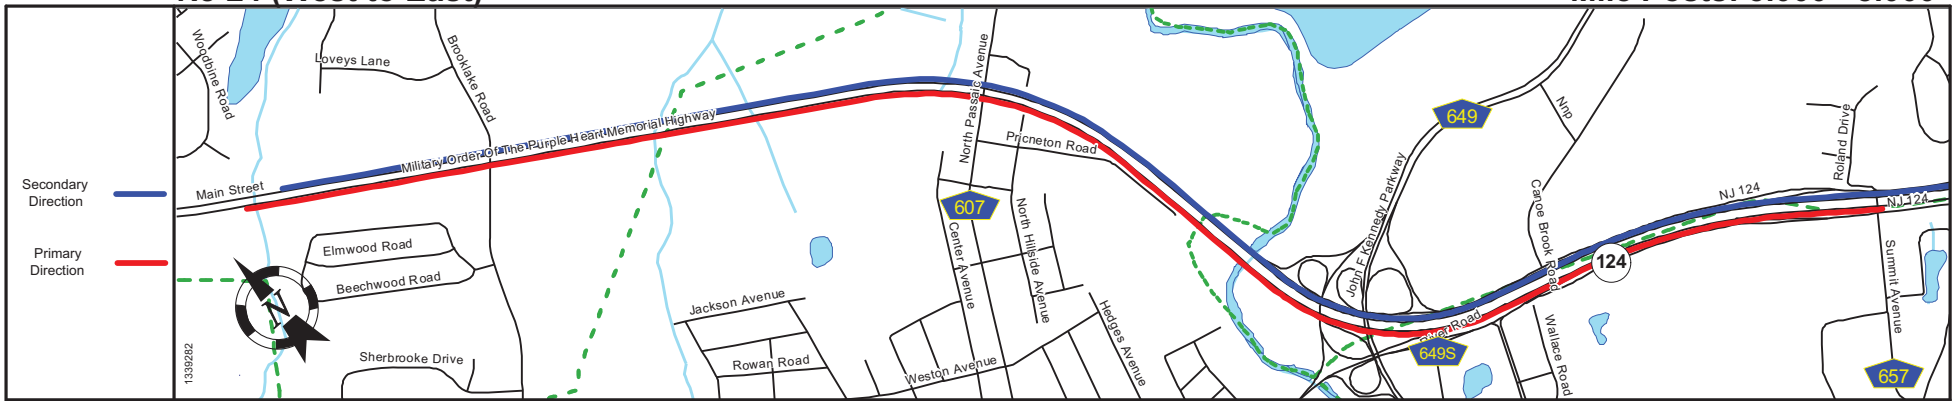 Secondary
Direction
Primary
Direction
Woodbine Road
Loveys Lane
Brooklake Road
Main Street
Military Order Of The Purple Heart Memorial Highway
Elmwood Road
Beechwood Road
N
1339282
Sherbrooke Drive
Jackson Avenue
Rowan Road
Weston Avenue
North Passaic Avenue
Pricneton Road
607
Center Avenue
North Hillside Avenue
Hedges Avenue
John F Kennedy Parkway
649
Nnp
Canoe Brook Road
124
River Road
649S
Wallace Road
NJ 124
Roland Drive
NJ 124
Summit Avenue
657